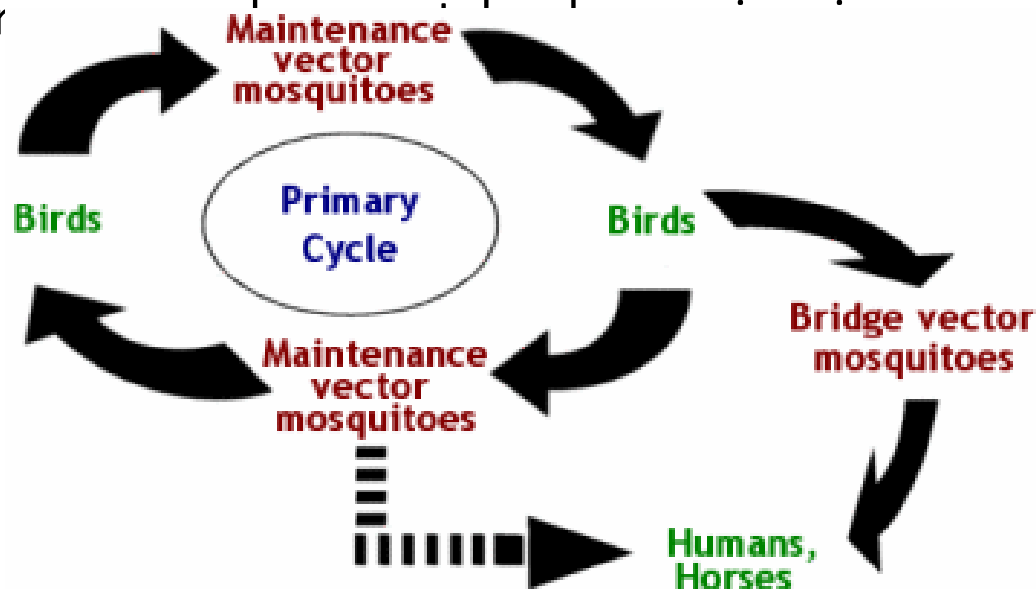 Maintenance
vector
mosquitoes
Birds
Primary
Cycle
Birds
Bridge vector
mosquitoes
Maintenance
vector
mosquitoes
Humans,
Horses